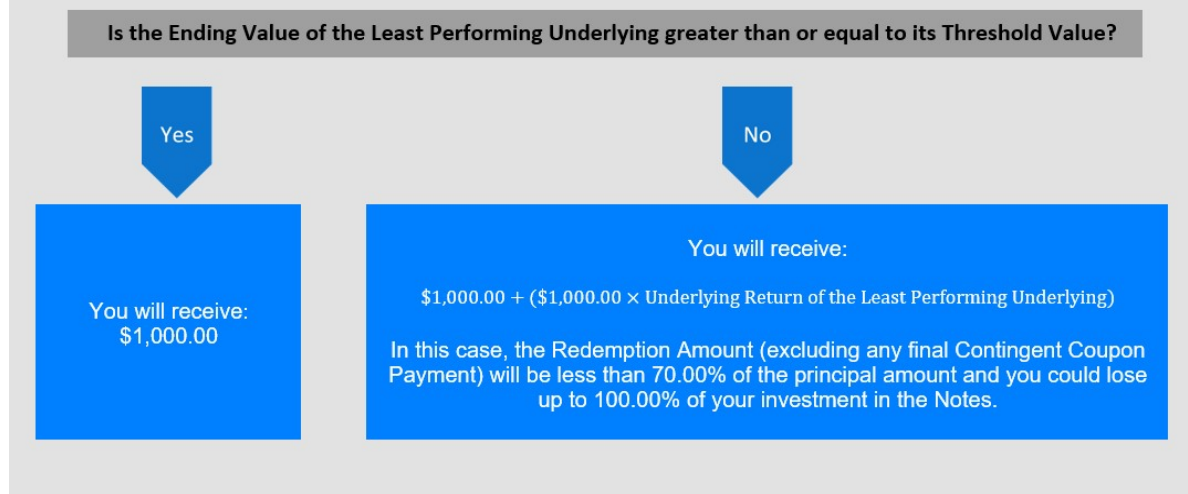 Is the Ending Value of the Least Performing Underlying greater than or equal to its Threshold Value?
Yes
No
You will receive:
$1,000.00
You will receive:
$1,000.00 + ($1,000.00 × Underlying Return of the Least Performing Underlying)
In this case, the Redemption Amount (excluding any final Contingent Coupon
Payment) will be less than 70.00% of the principal amount and you could lose
up to 100.00% of your investment in the Notes.